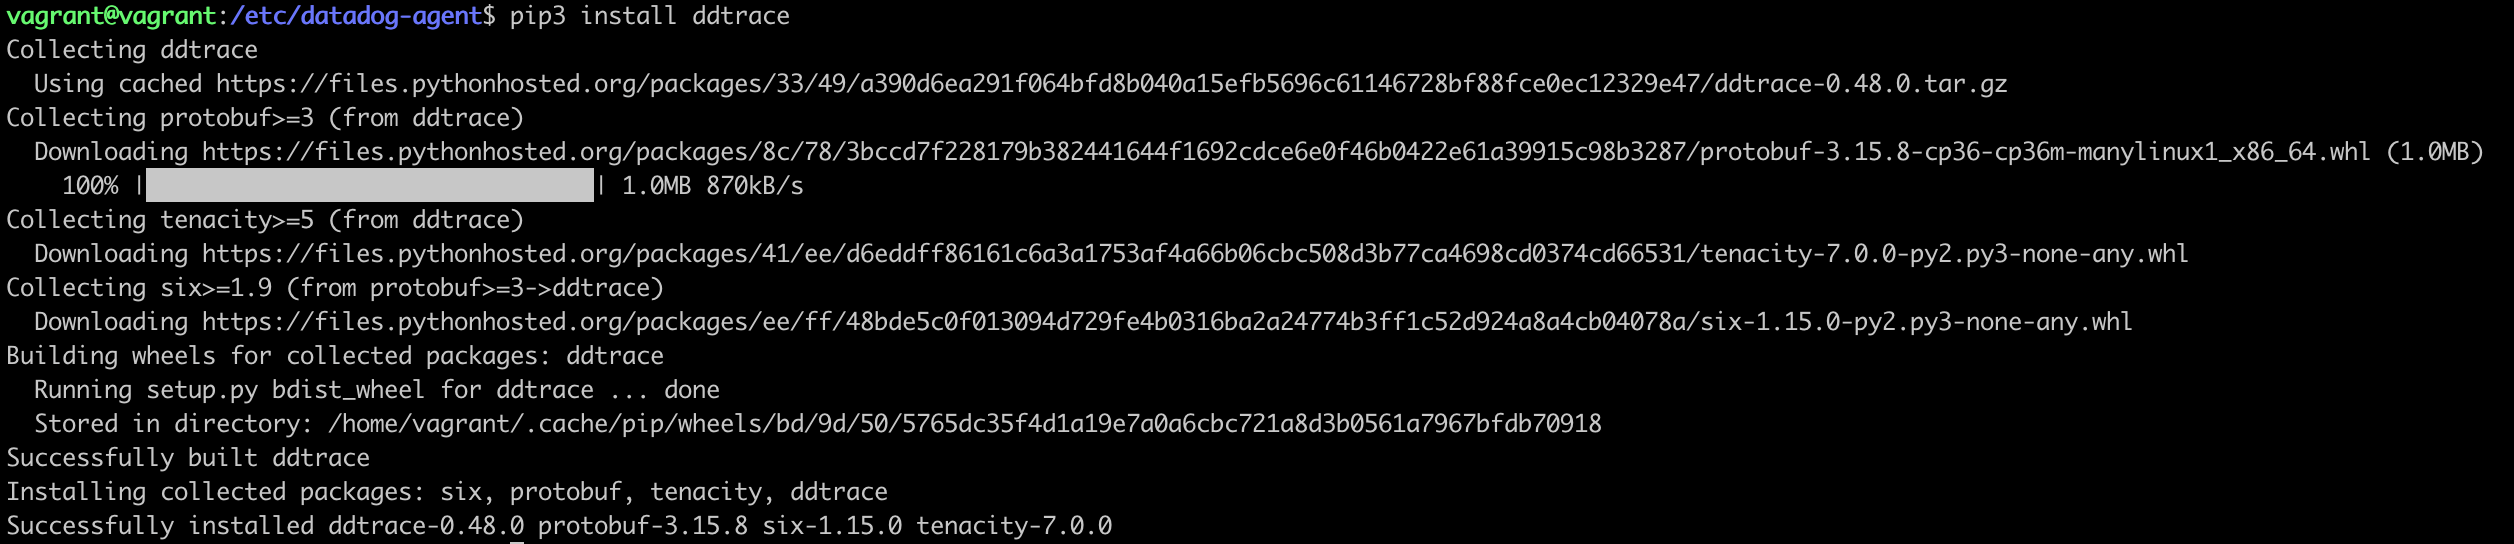 vagrant@vagrant:/etc/datadog-agent$ pip3 install ddtrace
Collecting ddtrace
  Using cached https://files.pythonhosted.org/packages/33/49/a390d6ea291f064bfd8b040a15efb5696c61146728bf88fce0ec12329e47/ddtrace-0.48.0.tar.gz
Collecting protobuf>=3 (from ddtrace)
  Downloading https://files.pythonhosted.org/packages/8c/78/3bccd7f228179b382441644f1692cdce6e0f46b0422e61a39915c98b3287/protobuf-3.15.8-cp36-cp36m-manylinux1_x86_64.whl (1.0MB)
    100% |████████████████████████████████| 1.0MB 870kB/s
Collecting tenacity>=5 (from ddtrace)
  Downloading https://files.pythonhosted.org/packages/41/ee/d6eddff86161c6a3a1753af4a66b06cbc508d3b77ca4698cd0374cd66531/tenacity-7.0.0-py2.py3-none-any.whl
Collecting six>=1.9 (from protobuf>=3->ddtrace)
  Downloading https://files.pythonhosted.org/packages/ee/ff/48bde5c0f013094d729fe4b0316ba2a24774b3ff1c52d924a8a4cb04078a/six-1.15.0-py2.py3-none-any.whl
Building wheels for collected packages: ddtrace
  Running setup.py bdist_wheel for ddtrace ... done
  Stored in directory: /home/vagrant/.cache/pip/wheels/bd/9d/50/5765dc35f4d1a19e7a0a6cbc721a8d3b0561a7967bfdb70918
Successfully built ddtrace
Installing collected packages: six, protobuf, tenacity, ddtrace
Successfully installed ddtrace-0.48.0 protobuf-3.15.8 six-1.15.0 tenacity-7.0.0